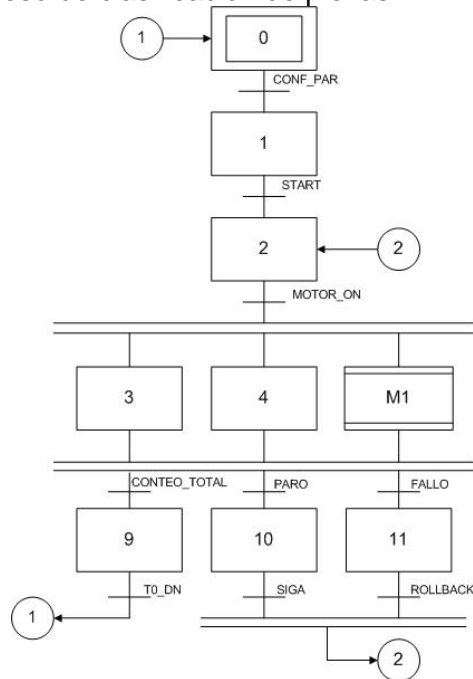 1
0
CONF_PAR
1
START
2
2
MOTOR_ON
3
4
M1
CONTEO_TOTAL
PARO
FALLO
9
10
11
T0_DN
SIGA
ROLLBACK
1
2